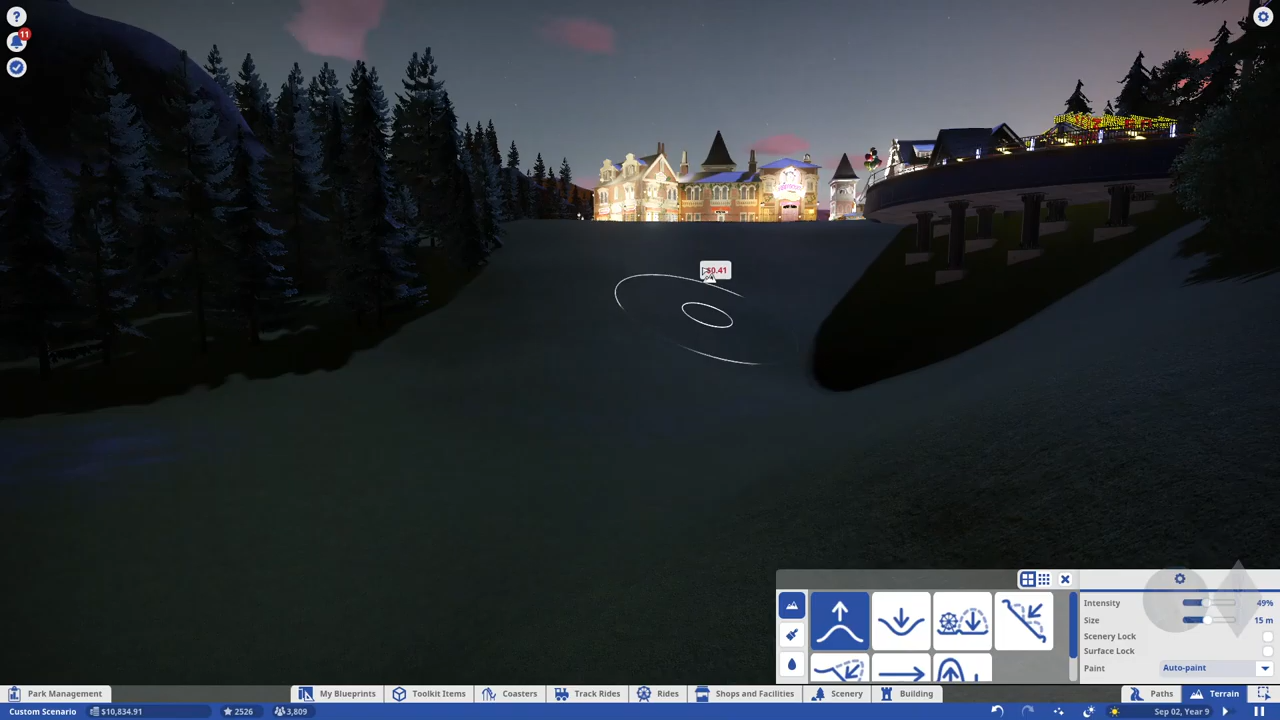 11
-$0.41
Intensity 49%
Size 15 m
Scenery Lock
Surface Lock
Paint Auto-paint
Park Management My Blueprints Toolkit Items Coasters Track Rides Rides Shops and Facilities Scenery Building Paths Terrain
Custom Scenario $10,834.91 2526 3,809 Sep 02, Year 9